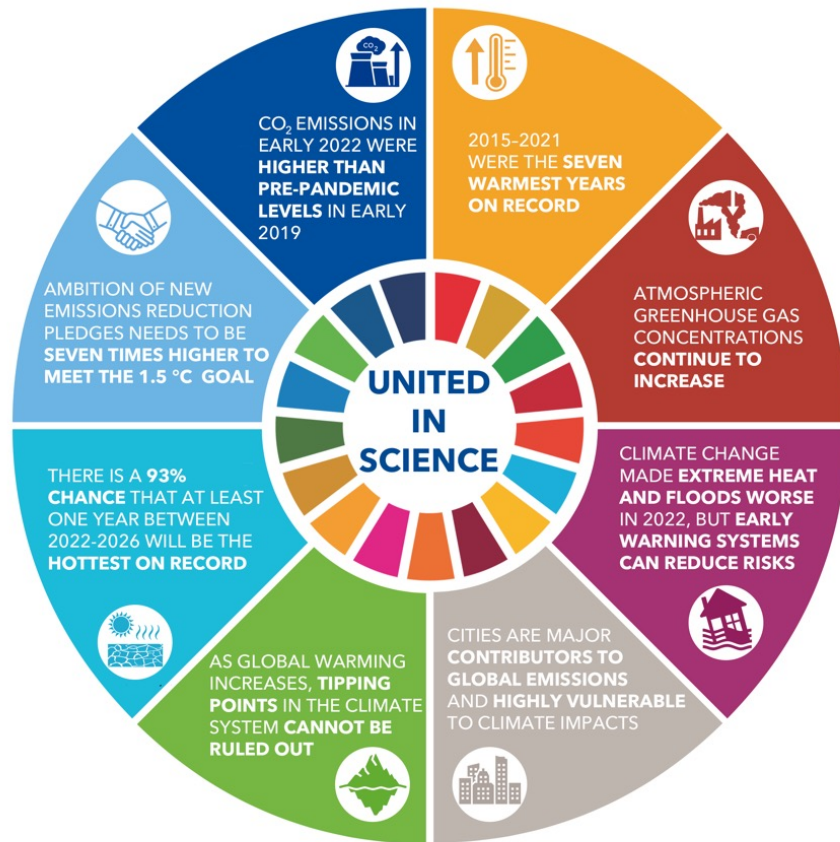 CO₂
CO₂ EMISSIONS IN
EARLY 2022 WERE
HIGHER THAN
PRE-PANDEMIC
LEVELS IN EARLY
2019
2015–2021
WERE THE SEVEN
WARMEST YEARS
ON RECORD
ATMOSPHERIC
GREENHOUSE GAS
CONCENTRATIONS
CONTINUE TO
INCREASE
CLIMATE CHANGE
MADE EXTREME HEAT
AND FLOODS WORSE
IN 2022, BUT EARLY
WARNING SYSTEMS
CAN REDUCE RISKS
CITIES ARE MAJOR
CONTRIBUTORS TO
GLOBAL EMISSIONS
AND HIGHLY VULNERABLE
TO CLIMATE IMPACTS
AS GLOBAL WARMING
INCREASES, TIPPING
POINTS IN THE CLIMATE
SYSTEM CANNOT BE
RULED OUT
THERE IS A 93%
CHANCE THAT AT LEAST
ONE YEAR BETWEEN
2022-2026 WILL BE THE
HOTTEST ON RECORD
AMBITION OF NEW
EMISSIONS REDUCTION
PLEDGES NEEDS TO BE
SEVEN TIMES HIGHER TO
MEET THE 1.5 °C GOAL
UNITED
IN
SCIENCE